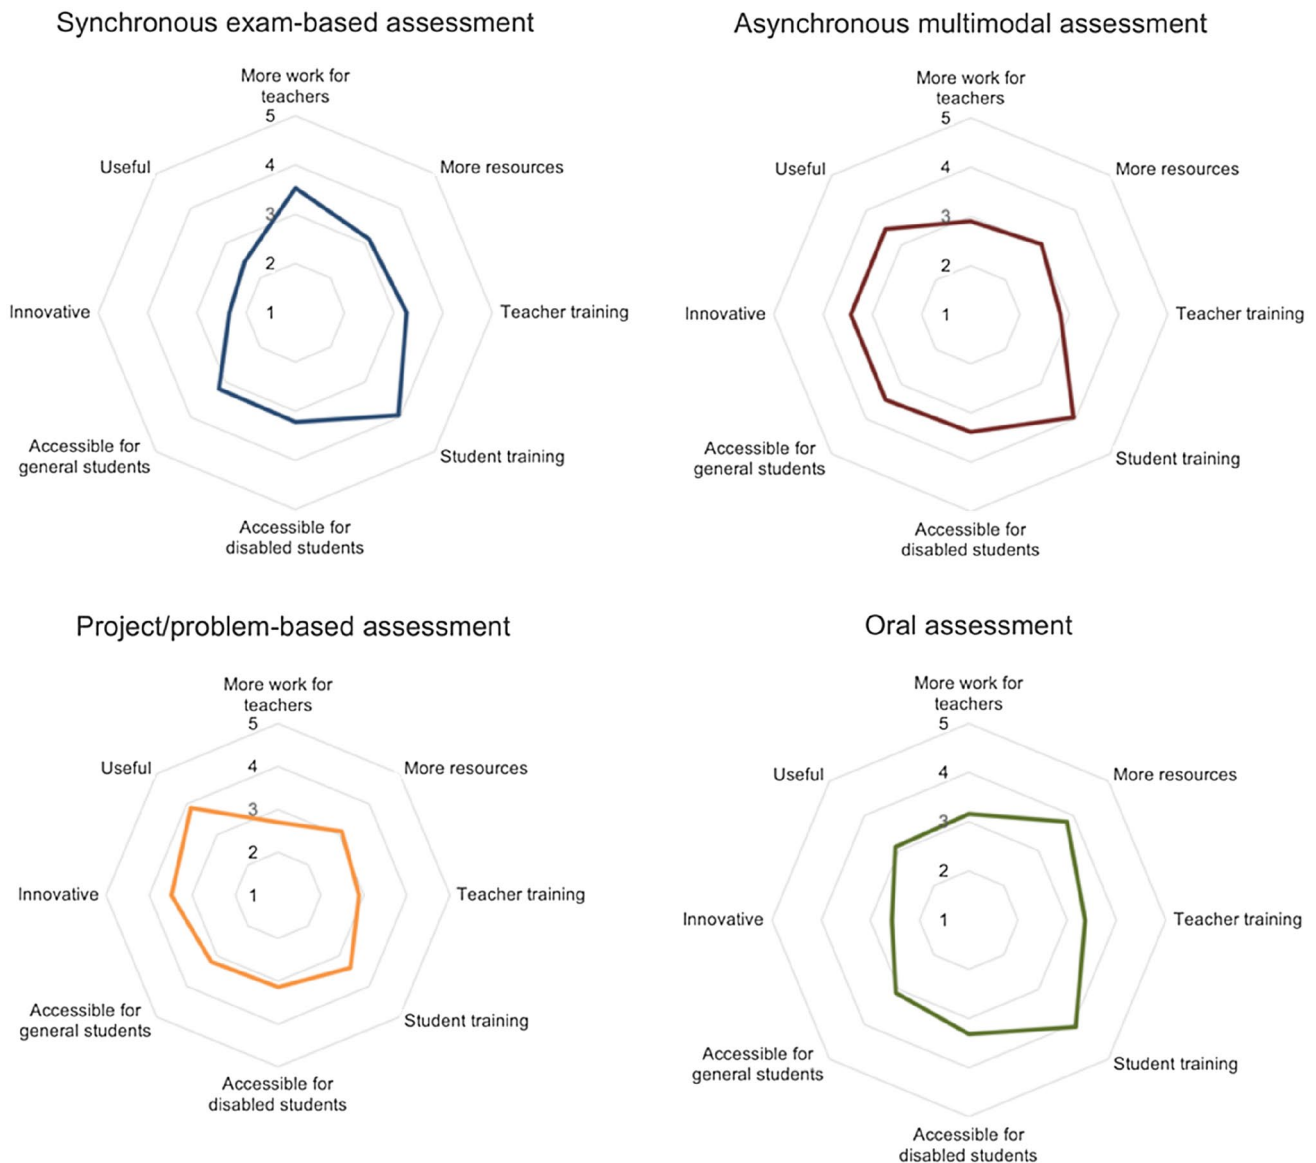 Synchronous exam-based assessment
More work for
teachers
5
4
3
2
1
Useful
More resources
Innovative
Teacher training
Accessible for
general students
Student training
Accessible for
disabled students
Asynchronous multimodal assessment
More work for
teachers
5
4
3
2
1
Useful
More resources
Innovative
Teacher training
Accessible for
general students
Student training
Accessible for
disabled students
Project/problem-based assessment
More work for
teachers
5
4
3
2
1
Useful
More resources
Innovative
Teacher training
Accessible for
general students
Student training
Accessible for
disabled students
Oral assessment
More work for
teachers
5
4
3
2
1
Useful
More resources
Innovative
Teacher training
Accessible for
general students
Student training
Accessible for
disabled students